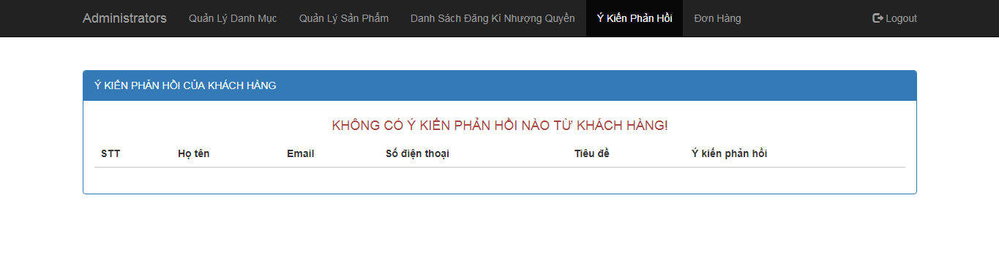 Administrators Quản Lý Danh Mục Quản Lý Sản Phẩm Danh Sách Đăng Kí Nhượng Quyền Ý Kiến Phản Hồi Đơn Hàng Logout
Ý KIẾN PHẢN HỒI CỦA KHÁCH HÀNG
KHÔNG CÓ Ý KIẾN PHẢN HỒI NÀO TỪ KHÁCH HÀNG!
STT Họ tên Email Số điện thoại Tiêu đề Ý kiến phản hồi